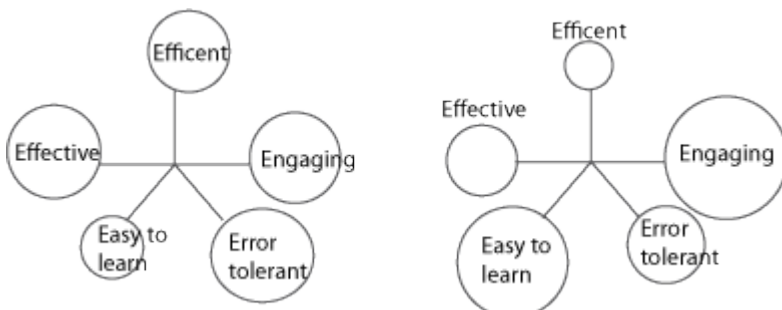 Efficent
Effective
Engaging
Easy to
learn
Error
tolerant
Efficent
Effective
Engaging
Easy to
learn
Error
tolerant